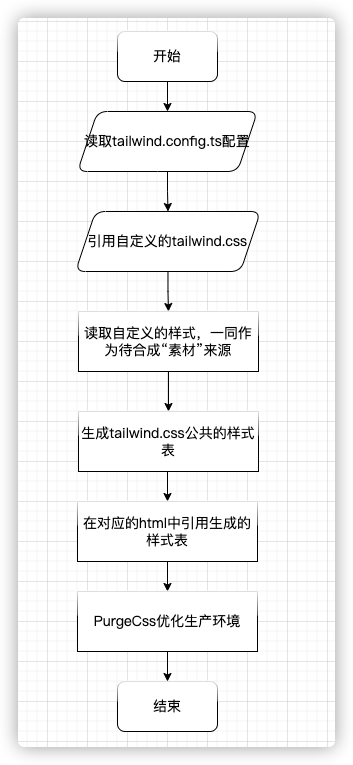 开始
读取tailwind.config.ts配置
引用自定义的tailwind.css
读取自定义的样式，一同作
为待合成“素材”来源
生成tailwind.css公共的样式
表
在对应的html中引用生成的
样式表
PurgeCss优化生产环境
结束